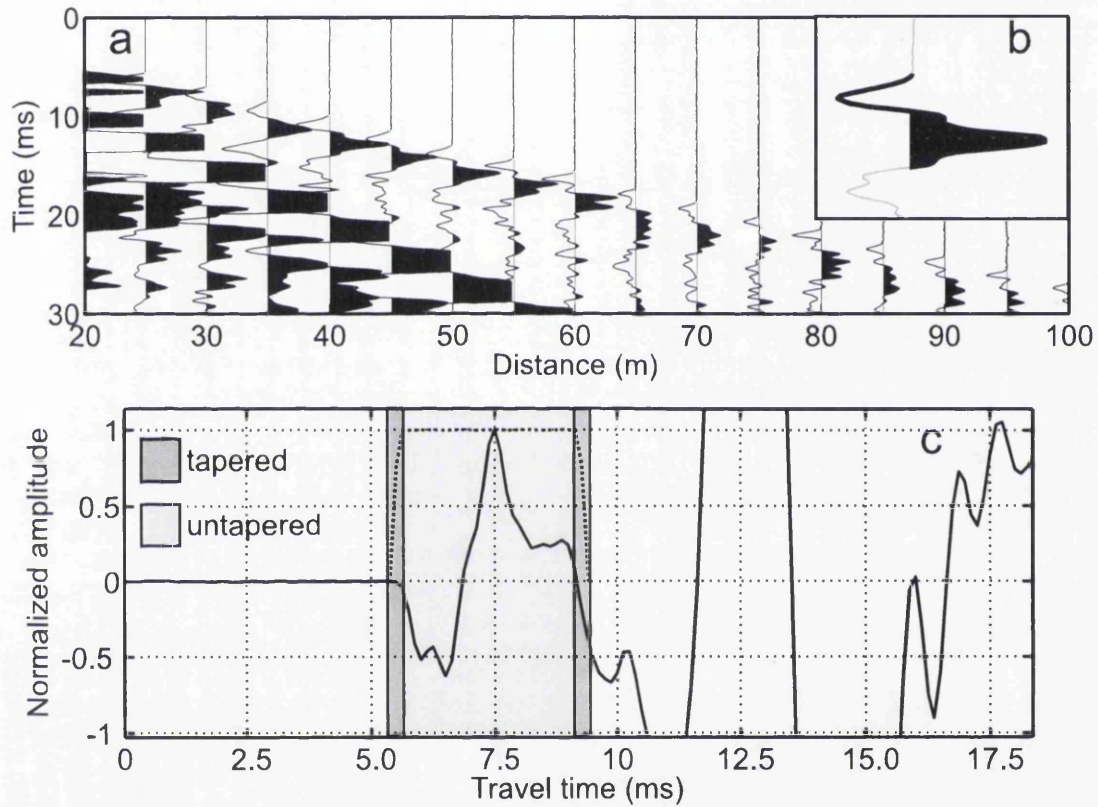 a
b
0
10
20
30
Time (ms)
20 30 40 50 60 70 80 90 100
Distance (m)
c
tapered
untapered
1
0.5
0
-0.5
-1
Normalized amplitude
0 2.5 5.0 7.5 10 12.5 15 17.5
Travel time (ms)